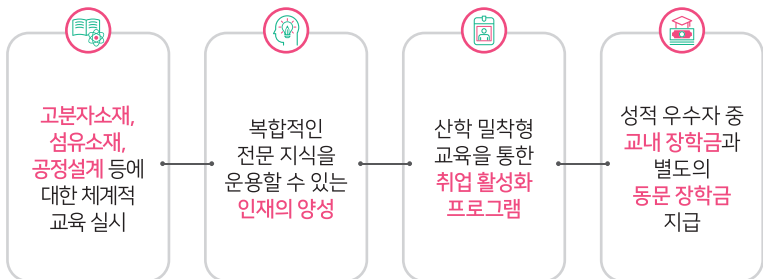 고분자소재,
섬유소재,
공정설계 등에
대한 체계적
교육 실시
복합적인
전문 지식을
운용할 수 있는
인재의 양성
산학 밀착형
교육을 통한
취업 활성화
프로그램
성적 우수자 중
교내 장학금과
별도의
동문 장학금
지급